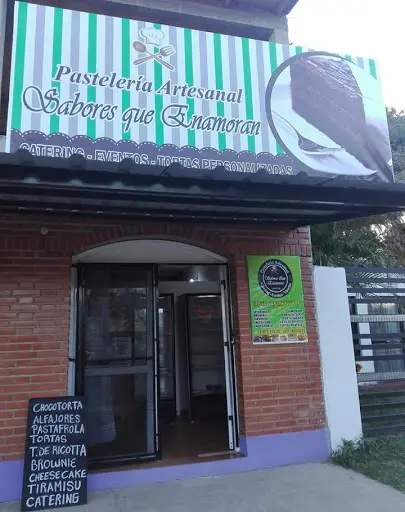 Pastelería Artesanal
Sabores que Enamoran
CATERING - EVENTOS - TORTAS PERSONALIZADAS
CHOCOTORTA
ALFAJORES
PASTAFROLA
TORTAS
T. DE RICOTTA
BROWNIE
CHEESECAKE
TIRAMISU
CATERING